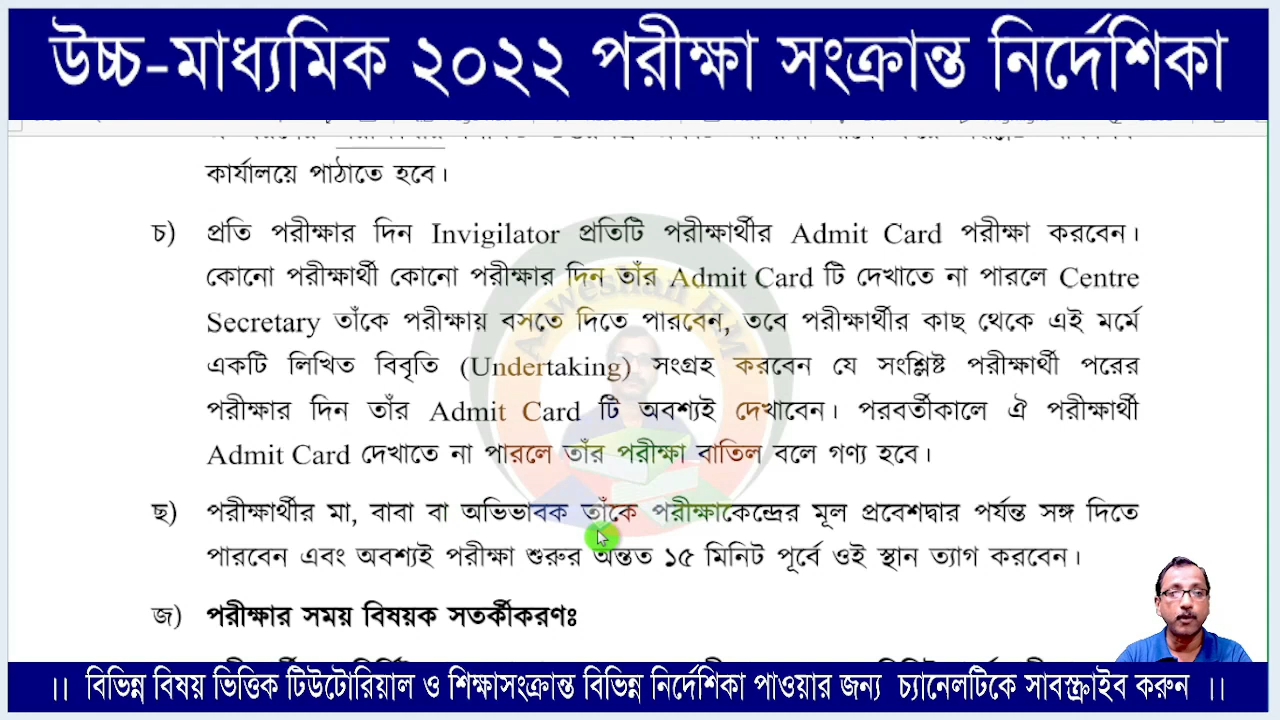 উচ্চ-মাধ্যমিক ২০২২ পরীক্ষা সংক্রান্ত নির্দেশিকা
কার্যালয়ে পাঠাতে হবে।
চ) প্রতি পরীক্ষার দিন Invigilator প্রতিটি পরীক্ষার্থীর Admit Card পরীক্ষা করবেন।
কোনো পরীক্ষার্থী কোনো পরীক্ষার দিন তাঁর Admit Card টি দেখাতে না পারলে Centre
Secretary তাঁকে পরীক্ষায় বসতে দিতে পারবেন, তবে পরীক্ষার্থীর কাছ থেকে এই মর্মে
একটি লিখিত বিবৃতি (Undertaking) সংগ্রহ করবেন যে সংশ্লিষ্ট পরীক্ষার্থী পরের
পরীক্ষার দিন তাঁর Admit Card টি অবশ্যই দেখাবেন। পরবর্তীকালে ঐ পরীক্ষার্থী
Admit Card দেখাতে না পারলে তাঁর পরীক্ষা বাতিল বলে গণ্য হবে।
ছ) পরীক্ষার্থীর মা, বাবা বা অভিভাবক তাঁকে পরীক্ষাকেন্দ্রের মূল প্রবেশদ্বার পর্যন্ত সঙ্গ দিতে
পারবেন এবং অবশ্যই পরীক্ষা শুরুর অন্তত ১৫ মিনিট পূর্বে ওই স্থান ত্যাগ করবেন।
জ) পরীক্ষার সময় বিষয়ক সতর্কীকরণঃ
।। বিভিন্ন বিষয় ভিত্তিক টিউটোরিয়াল ও শিক্ষাসংক্রান্ত বিভিন্ন নির্দেশিকা পাওয়ার জন্য চ্যানেলটিকে সাবস্ক্রাইব করুন ।।